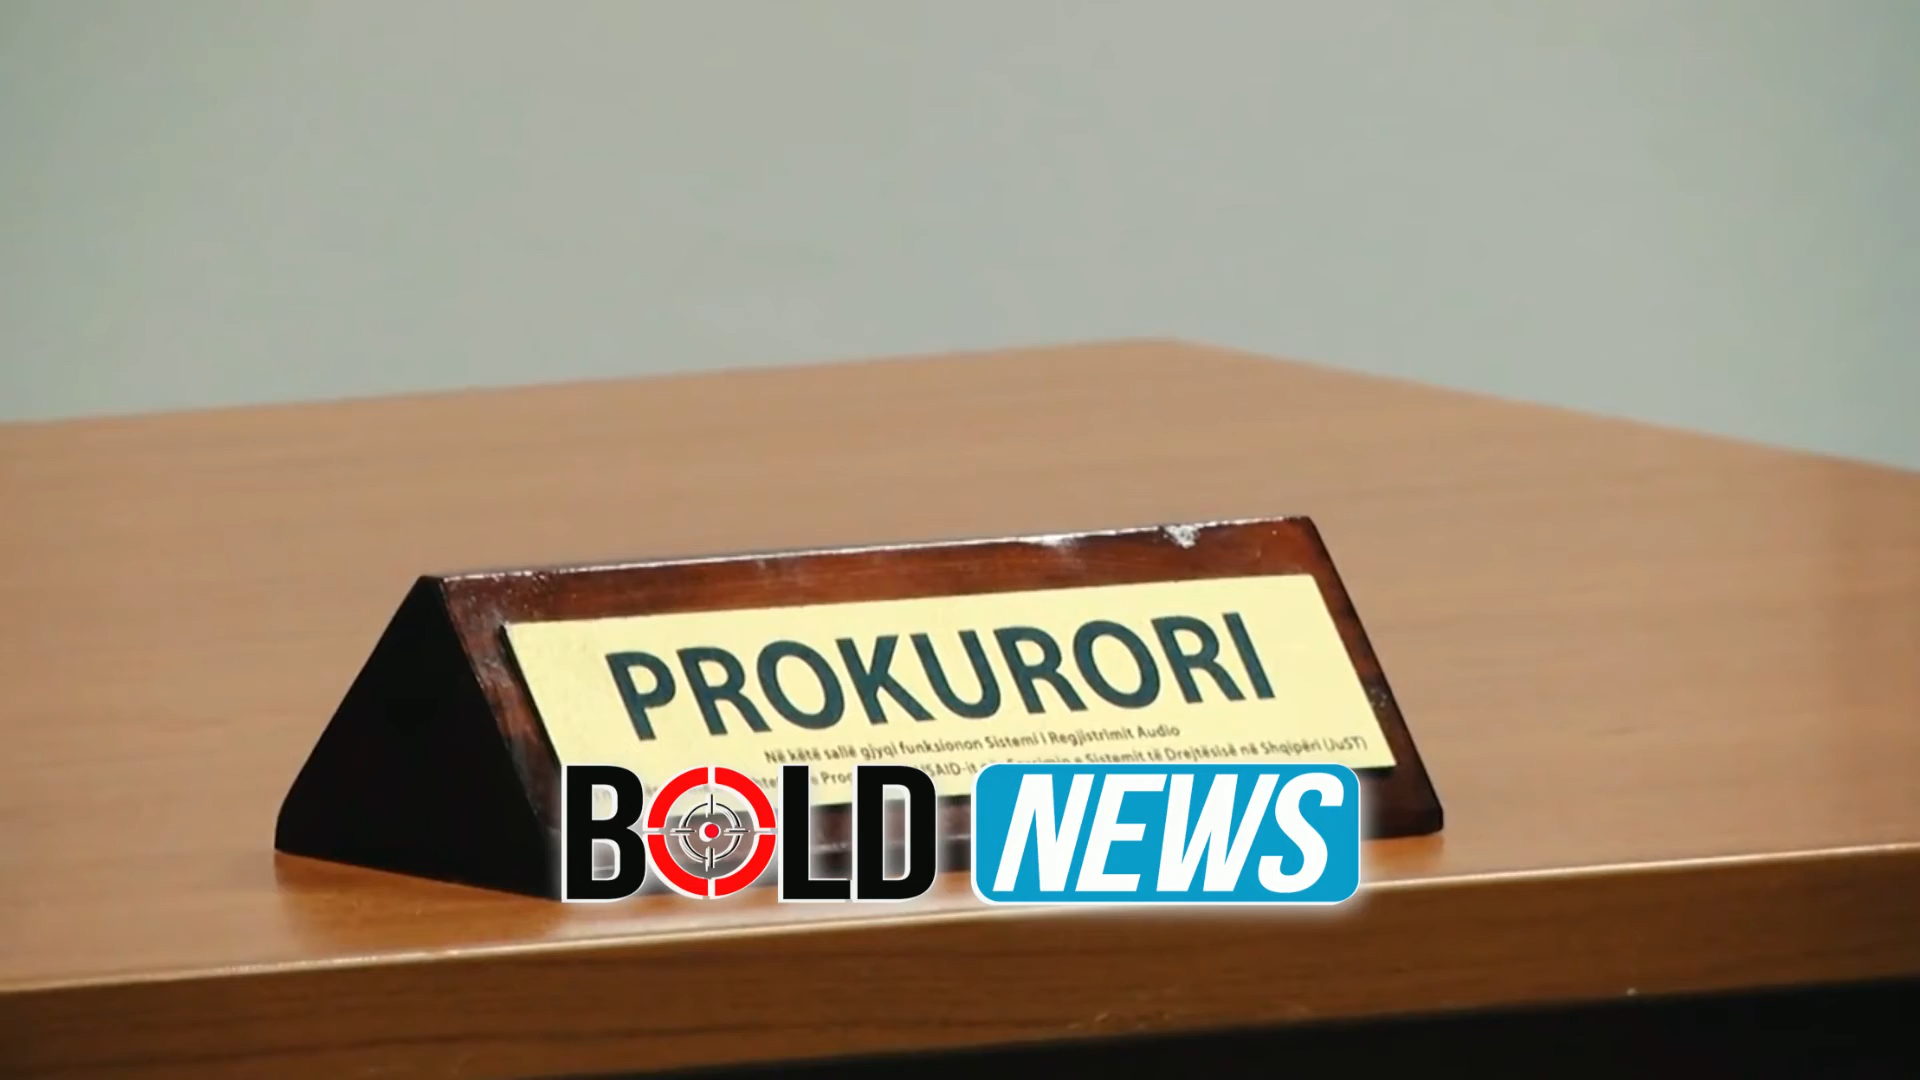 PROKURORI
Në këtë sallë gjyqi funksionon Sistemi i Regjistrimit Audio
e Sistemit të Drejtësisë në Shqipëri (JuST)
BOLD NEWS